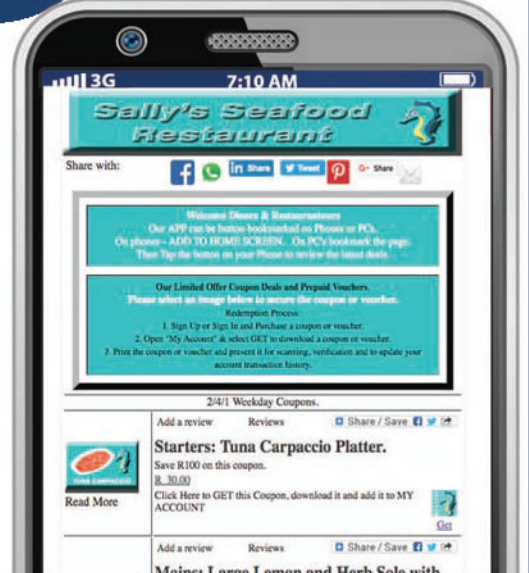 3G
7:10 AM
Sally's Seafood
Restaurant
Share with:
in Share
Tweet
G+ Share
Welcome Diners & Restauranteurs
Our APP can be button bookmarked on Phones or PCs.
On phones - ADD TO HOME SCREEN. On PC's bookmark the page.
Then Tap the button on your Phone to review the latest deals.
Our Limited Offer Coupon Deals and Prepaid Vouchers.
Please select an image below to secure the coupon or voucher.
Redemption Process:
1. Sign Up or Sign In and Purchase a coupon or voucher.
2. Open "My Account" & select GET to download a coupon or voucher.
3. Print the coupon or voucher and present it for scanning, verification and to update your
account transaction history.
2/4/1 Weekday Coupons.
Add a review Reviews Share / Save
Starters: Tuna Carpaccio Platter.
Save R100 on this coupon.
R 30.00
TUNA CARPACCIO
Read More
Click Here to GET this Coupon, download it and add it to MY
ACCOUNT
Get
Add a review Reviews Share / Save
Mains: Large Lemon and Herb Sole with